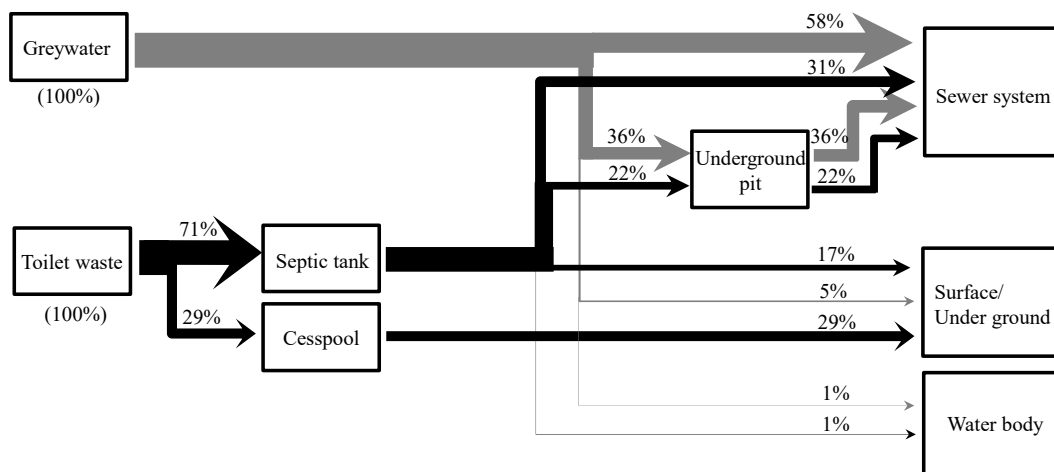 58%
Greywater
(100%)
31%
Sewer system
36%
36%
Underground
pit
22%
22%
71%
Toilet waste
(100%)
Septic tank
17%
5%
Surface/
Under ground
29%
29%
Cesspool
1%
1%
Water body